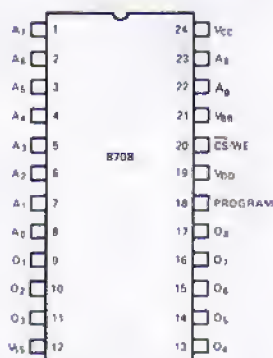 A₇ 1 24 Vcc
A₆ 2 23 A₈
A₅ 3 22 A₉
A₄ 4 21 VBB
A₃ 5 20 CS/WE
8708
A₂ 6 19 VDD
A₁ 7 18 PROGRAM
A₀ 8 17 O₈
O₁ 9 16 O₇
O₂ 10 15 O₆
O₃ 11 14 O₅
VSS 12 13 O₄